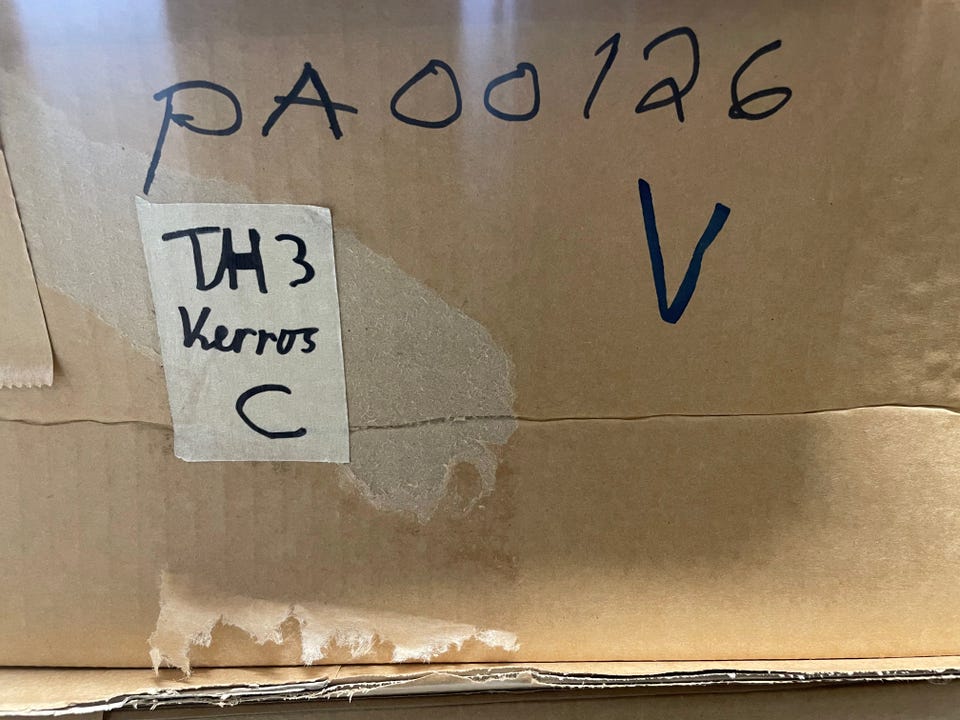 PA00126
V
TH3
Kerros
C